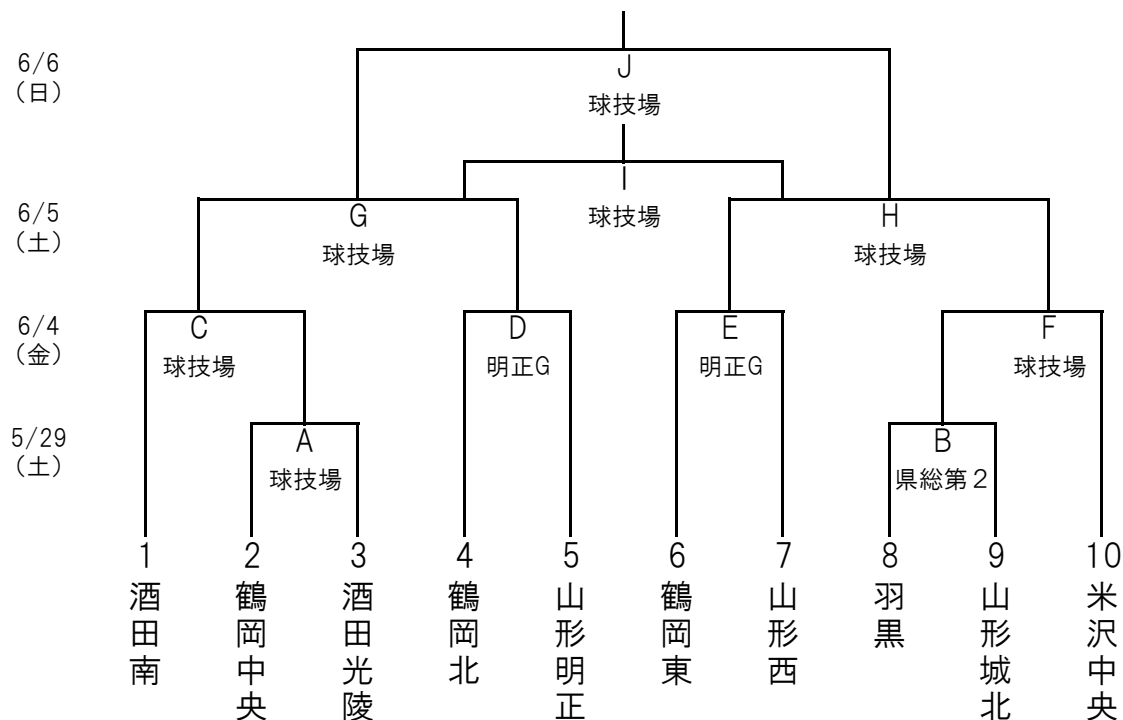 6/6
（日）
J
球技場
I
球技場
6/5
（土）
G
球技場
H
球技場
6/4
（金）
C
球技場
D
明正G
E
明正G
F
球技場
5/29
（土）
A
球技場
B
県総第２
1
酒田南
2
鶴岡中央
3
酒田光陵
4
鶴岡北
5
山形明正
6
鶴岡東
7
山形西
8
羽黒
9
山形城北
10
米沢中央